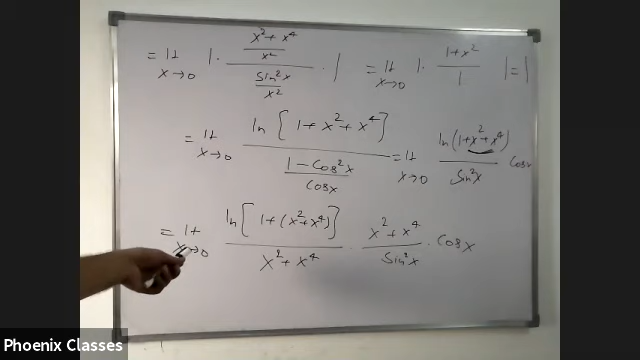 = lt x→0 1 · ((x² + x⁴)/x²)/(Sin²x/x²) · 1 = lt x→0 1 · (1+x²)/1 · 1 = 1
= lt x→0 ln[1 + x² + x⁴]/((1 - Cos²x)/Cosx) = lt x→0 ln(1+x²+x⁴)/Sin²x Cosx
= lt x→0 ln[1+(x²+x⁴)]/(x² + x⁴) · (x² + x⁴)/Sin²x · Cosx
Phoenix Classes